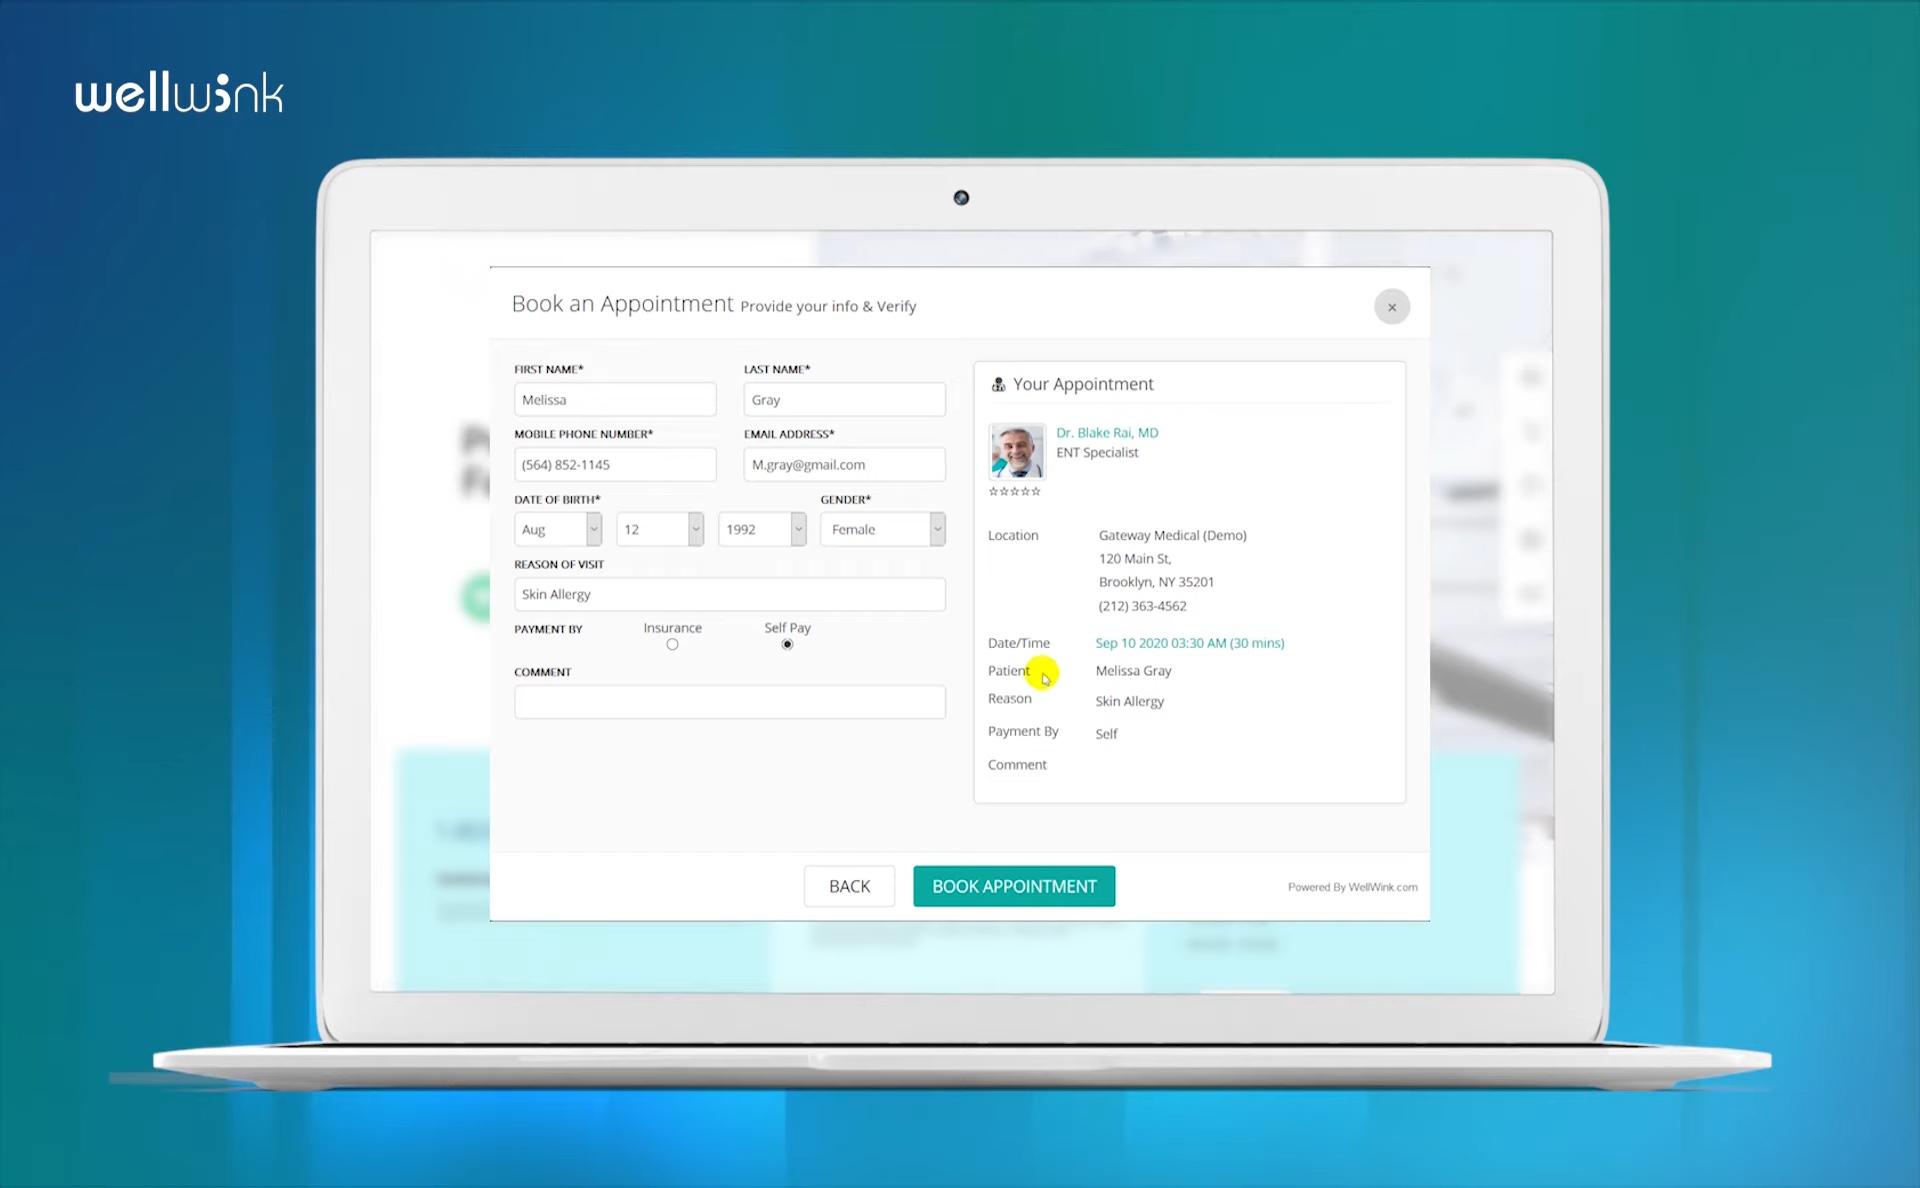 wellwink
Book an Appointment Provide your info & Verify
×
FIRST NAME* LAST NAME*
Melissa Gray
MOBILE PHONE NUMBER* EMAIL ADDRESS*
(564) 852-1145 M.gray@gmail.com
DATE OF BIRTH* GENDER*
Aug 12 1992 Female
REASON OF VISIT
Skin Allergy
PAYMENT BY Insurance Self Pay
COMMENT
Your Appointment
Dr. Blake Rai, MD
ENT Specialist
Location Gateway Medical (Demo)
120 Main St,
Brooklyn, NY 35201
(212) 363-4562
Date/Time Sep 10 2020 03:30 AM (30 mins)
Patient Melissa Gray
Reason Skin Allergy
Payment By Self
Comment
BACK BOOK APPOINTMENT Powered By WellWink.com